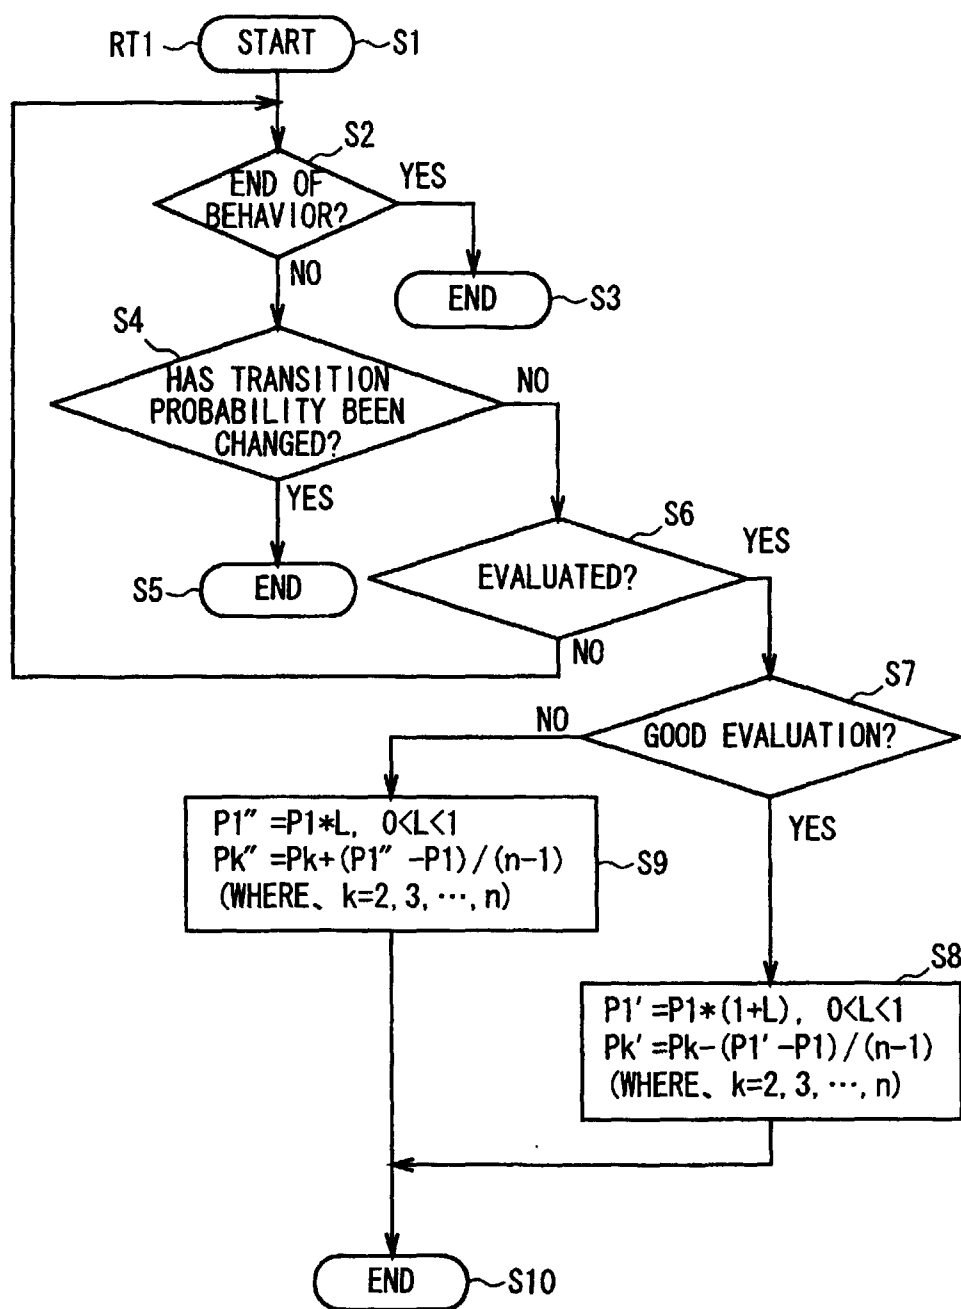 RT1
START
S1
S2
END OF
BEHAVIOR?
YES
NO
END
S3
S4
HAS TRANSITION
PROBABILITY BEEN
CHANGED?
NO
YES
S5
END
S6
EVALUATED?
YES
NO
S7
GOOD EVALUATION?
NO
YES
P1″=P1*L, 0<L<1
Pk″=Pk+(P1″-P1)/(n-1)
(WHERE、k=2,3,⋯,n)
S9
S8
P1′=P1*(1+L), 0<L<1
Pk′=Pk-(P1′-P1)/(n-1)
(WHERE、k=2,3,⋯,n)
END
S10